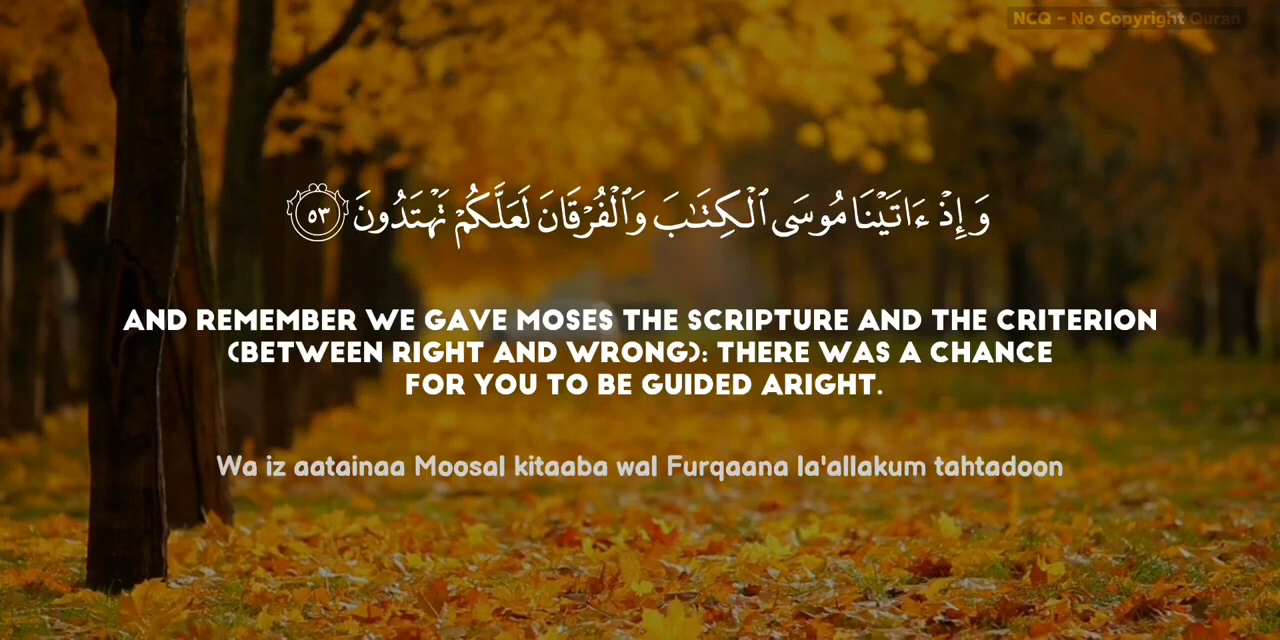 NCQ - No Copyright Quran
وَإِذْ ءَاتَيْنَا مُوسَى ٱلْكِتَـٰبَ وَٱلْفُرْقَانَ لَعَلَّكُمْ تَهْتَدُونَ ٥٣
AND REMEMBER WE GAVE MOSES THE SCRIPTURE AND THE CRITERION
(BETWEEN RIGHT AND WRONG): THERE WAS A CHANCE
FOR YOU TO BE GUIDED ARIGHT.
Wa iz aatainaa Moosal kitaaba wal Furqaana la'allakum tahtadoon